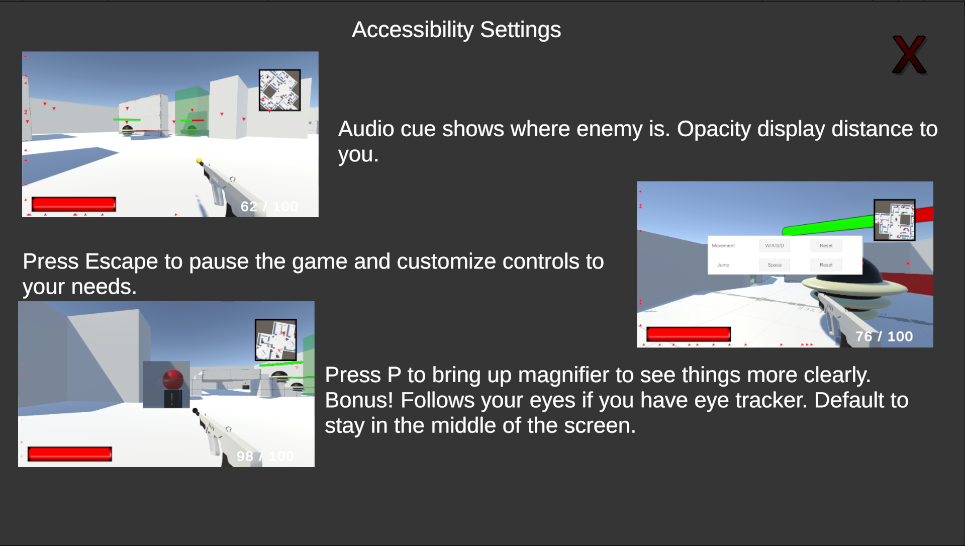 Accessibility Settings
X
Audio cue shows where enemy is. Opacity display distance to
you.
62 / 100
Press Escape to pause the game and customize controls to
your needs.
Movement W/A/S/D Reset
Jump Space Reset
76 / 100
Press P to bring up magnifier to see things more clearly.
Bonus! Follows your eyes if you have eye tracker. Default to
stay in the middle of the screen.
98 / 100